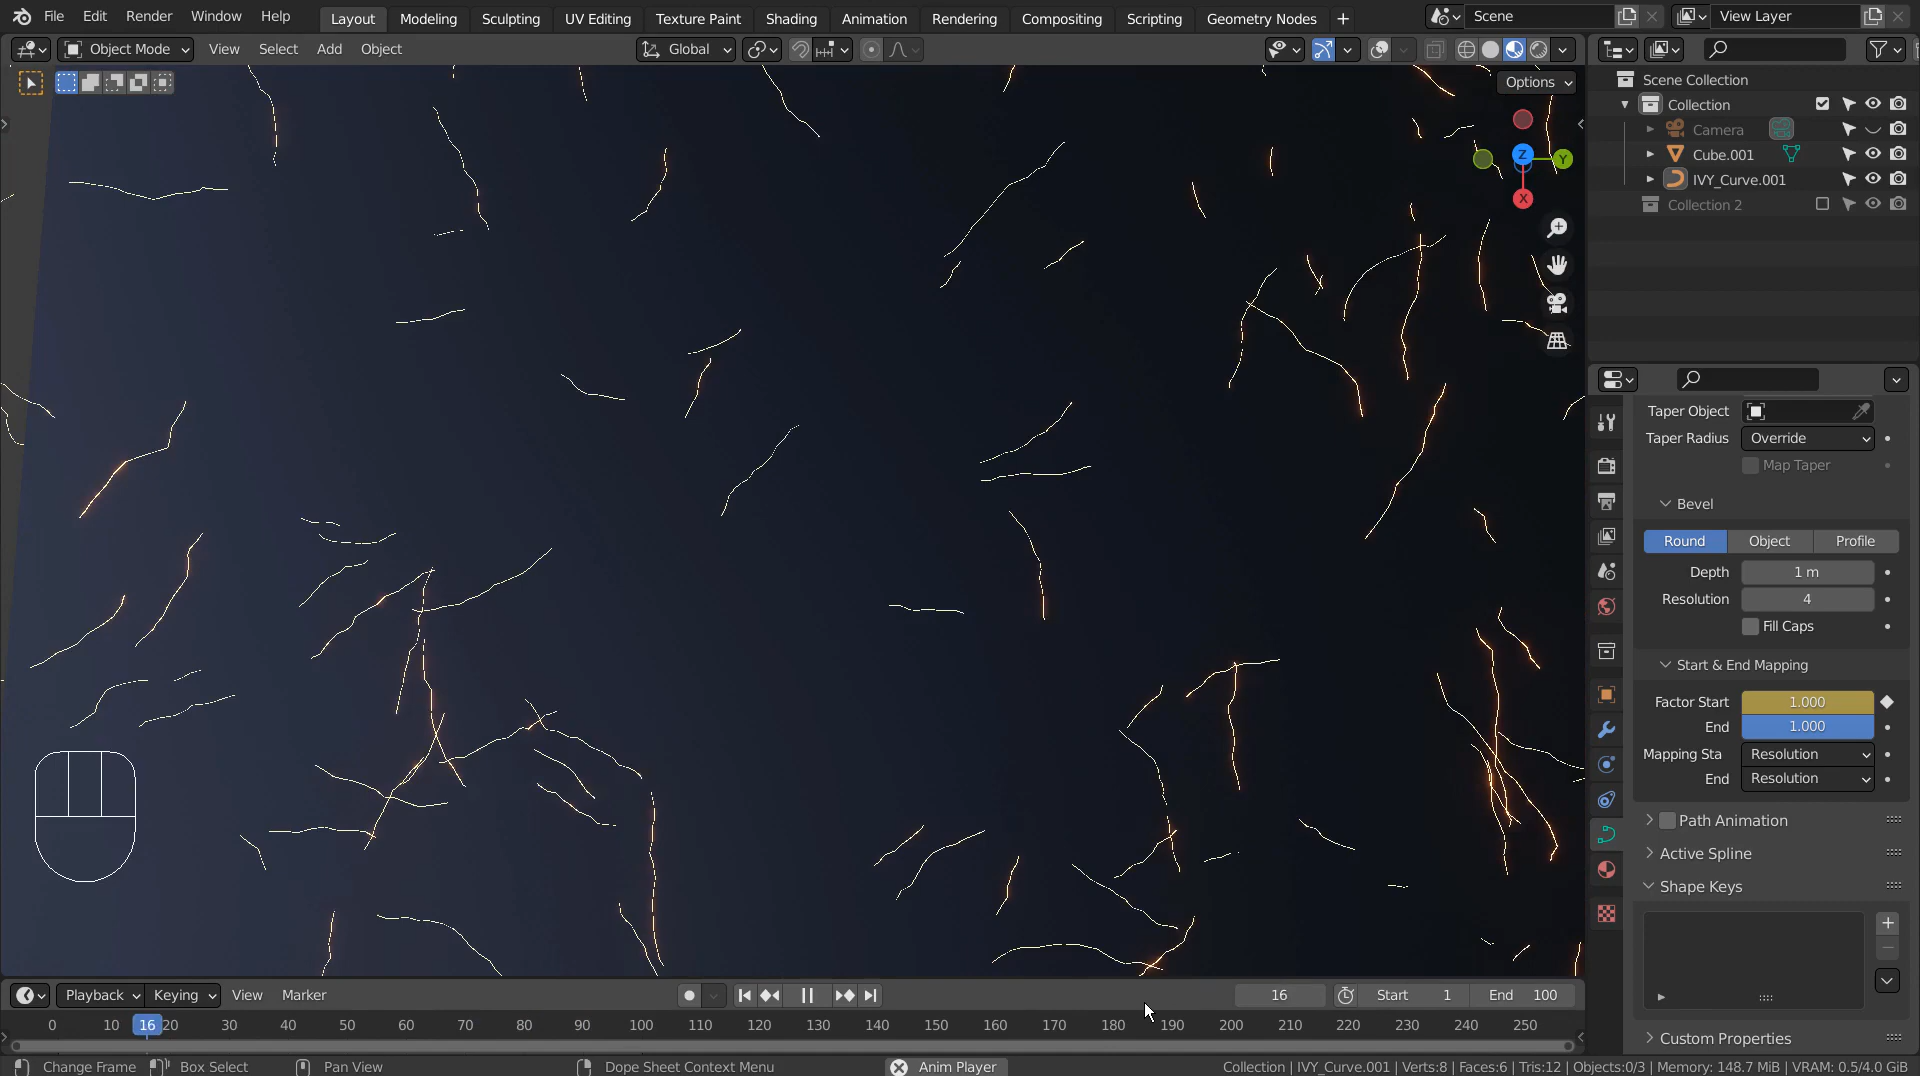 File Edit Render Window Help Layout Modeling Sculpting UV Editing Texture Paint Shading Animation Rendering Compositing Scripting Geometry Nodes + Scene View Layer
Object Mode View Select Add Object Global
Options
Z Y X
Scene Collection
Collection
Camera
Cube.001
IVY_Curve.001
Collection 2
Taper Object
Taper Radius Override
Map Taper
Bevel
Round Object Profile
Depth 1 m
Resolution 4
Fill Caps
Start & End Mapping
Factor Start 1.000
End 1.000
Mapping Sta Resolution
End Resolution
Path Animation
Active Spline
Shape Keys
Custom Properties
Playback Keying View Marker 16 Start 1 End 100
0 10 16 20 30 40 50 60 70 80 90 100 110 120 130 140 150 160 170 180 190 200 210 220 230 240 250
Change Frame Box Select Pan View Dope Sheet Context Menu Anim Player Collection | IVY_Curve.001 | Verts:8 | Faces:6 | Tris:12 | Objects:0/3 | Memory: 148.7 MiB | VRAM: 0.5/4.0 GiB